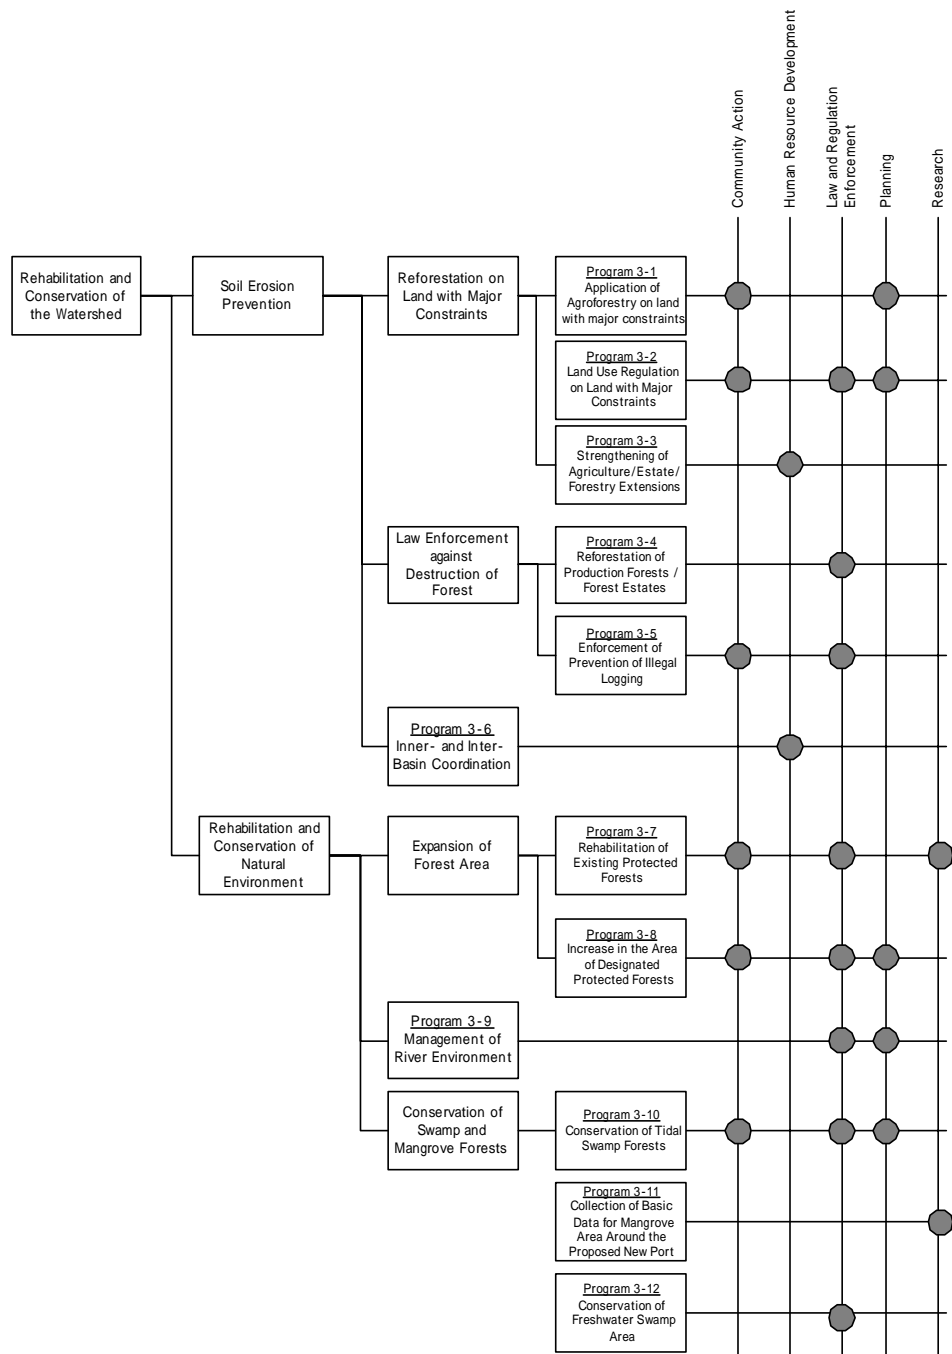 Community Action
Human Resource Development
Law and Regulation
Enforcement
Planning
Research
Rehabilitation and
Conservation of
the Watershed
Soil Erosion
Prevention
Reforestation on
Land with Major
Constraints
Program 3-1
Application of
Agroforestry on land
with major constraints
Program 3-2
Land Use Regulation
on Land with Major
Constraints
Program 3-3
Strengthening of
Agriculture/Estate/
Forestry Extensions
Law Enforcement
against
Destruction of
Forest
Program 3-4
Reforestation of
Production Forests /
Forest Estates
Program 3-5
Enforcement of
Prevention of Illegal
Logging
Program 3-6
Inner- and Inter-
Basin Coordination
Rehabilitation and
Conservation of
Natural
Environment
Expansion of
Forest Area
Program 3-7
Rehabilitation of
Existing Protected
Forests
Program 3-8
Increase in the Area
of Designated
Protected Forests
Program 3-9
Management of
River Environment
Conservation of
Swamp and
Mangrove Forests
Program 3-10
Conservation of Tidal
Swamp Forests
Program 3-11
Collection of Basic
Data for Mangrove
Area Around the
Proposed New Port
Program 3-12
Conservation of
Freshwater Swamp
Area